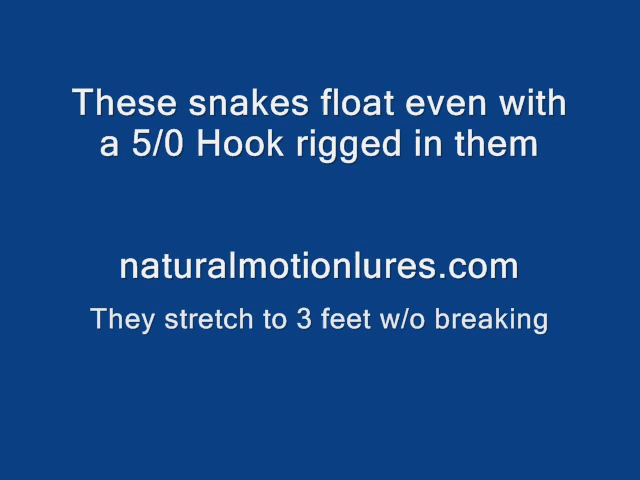 These snakes float even with
a 5/0 Hook rigged in them
naturalmotionlures.com
They stretch to 3 feet w/o breaking